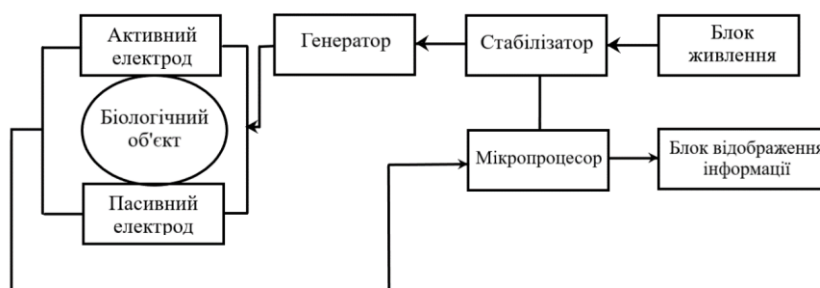 Активний
електрод
Генератор
Стабілізатор
Блок
живлення
Біологічний
об'єкт
Мікропроцесор
Блок відображення
інформації
Пасивний
електрод